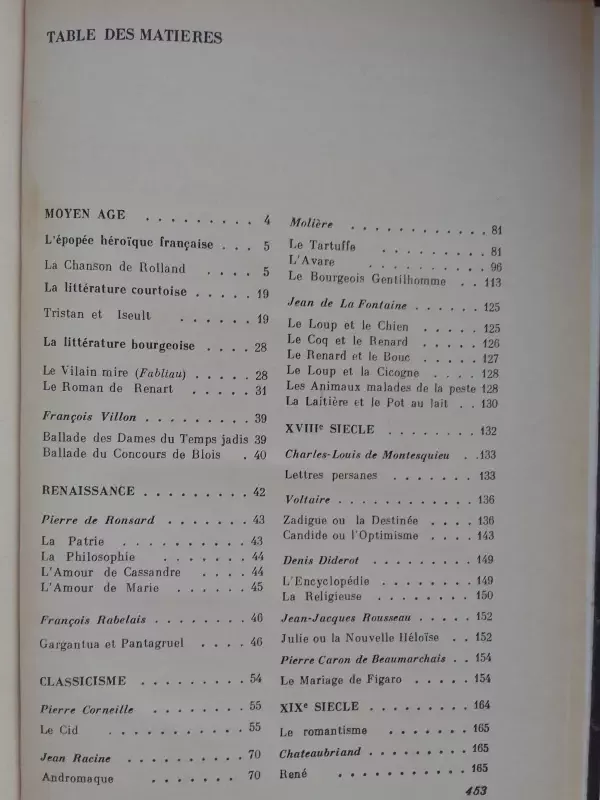 TABLE DES MATIERES
MOYEN AGE . . . . . . . . . 4
L'épopée héroïque française . . . 5
La Chanson de Rolland . . . . 5
La littérature courtoise . . . . . 19
Tristan et Iseult . . . . . . 19
La littérature bourgeoise . . . . 28
Le Vilain mire (Fabliau) . . . . . 28
Le Roman de Renart . . . . . 31
François Villon . . . . . . . . 39
Ballade des Dames du Temps jadis 39
Ballade du Concours de Blois . 40
RENAISSANCE . . . . . . . . . 42
Pierre de Ronsard . . . . . . . 43
La Patrie . . . . . . . . . . 43
La Philosophie . . . . . . . 44
L'Amour de Cassandre . . . . 44
L'Amour de Marie . . . . . . 45
François Rabelais . . . . . . . 46
Gargantua et Pantagruel . . . . 46
CLASSICISME . . . . . . . . . 54
Pierre Corneille . . . . . . . . 55
Le Cid . . . . . . . . . . . 55
Jean Racine . . . . . . . . . . 70
Andromaque . . . . . . . . 70
Molière . . . . . . . . . . . . 81
Le Tartuffe . . . . . . . . . 81
L'Avare . . . . . . . . . . 96
Le Bourgeois Gentilhomme . . 113
Jean de La Fontaine . . . . . . 125
Le Loup et le Chien . . . . . 125
Le Coq et le Renard . . . . . 126
Le Renard et le Bouc . . . . 127
Le Loup et la Cicogne . . . . 128
Les Animaux malades de la peste 128
La Laitière et le Pot au lait . . 130
XVIIIe SIECLE . . . . . . . . 132
Charles-Louis de Montesquieu . . 133
Lettres persanes . . . . . . . 133
Voltaire . . . . . . . . . . . . 136
Zadigue ou la Destinée . . . . 136
Candide ou l'Optimisme . . . . 143
Denis Diderot . . . . . . . . . 149
L'Encyclopédie . . . . . . . 149
La Religieuse . . . . . . . . 150
Jean-Jacques Rousseau . . . . . 152
Julie ou la Nouvelle Héloïse . . 152
Pierre Caron de Beaumarchais . . 154
Le Mariage de Figaro . . . . . 154
XIXe SIECLE . . . . . . . . . 164
Le romantisme . . . . . . . 165
Chateaubriand . . . . . . . . . 165
René . . . . . . . . . . . 165
453